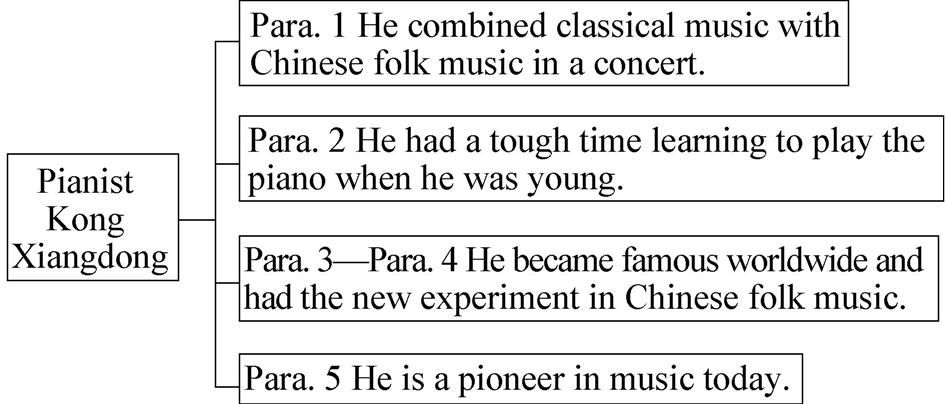 Pianist
Kong
Xiangdong
Para. 1 He combined classical music with
Chinese folk music in a concert.
Para. 2 He had a tough time learning to play the
piano when he was young.
Para. 3—Para. 4 He became famous worldwide and
had the new experiment in Chinese folk music.
Para. 5 He is a pioneer in music today.